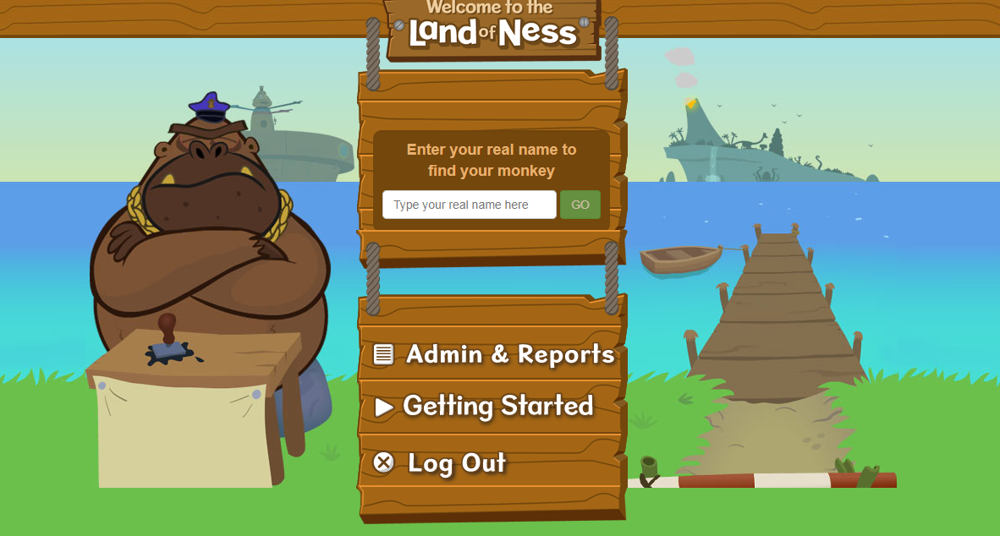 Welcome to the
Land of Ness
Enter your real name to
find your monkey
Type your real name here
GO
Admin & Reports
Getting Started
Log Out